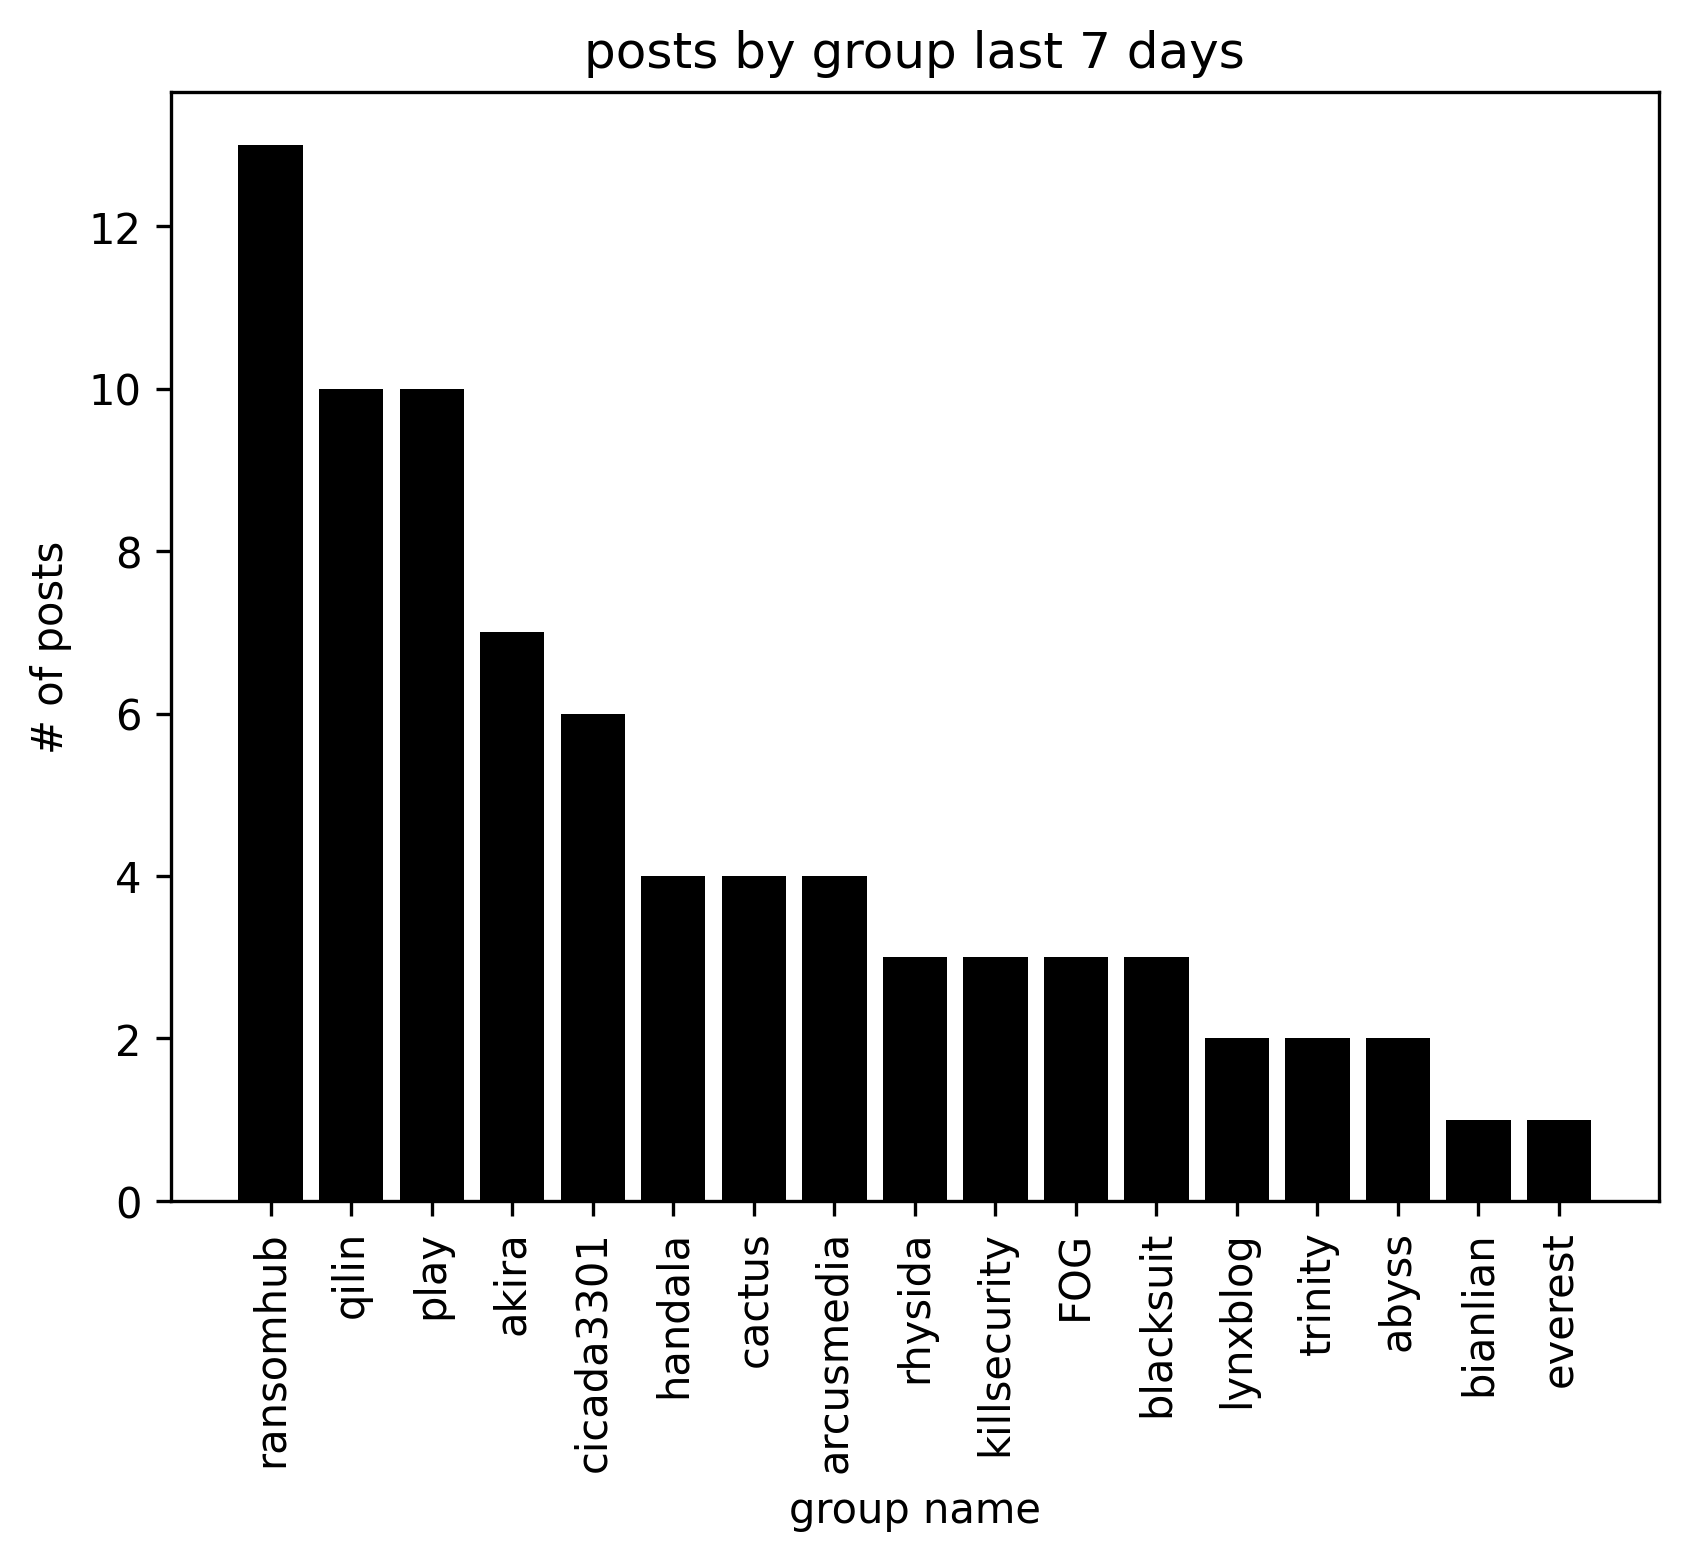 posts by group last 7 days
# of posts
12
10
8
6
4
2
0
ransomhub
qilin
play
akira
cicada3301
handala
cactus
arcusmedia
rhysida
killsecurity
FOG
blacksuit
lynxblog
trinity
abyss
bianlian
everest
group name